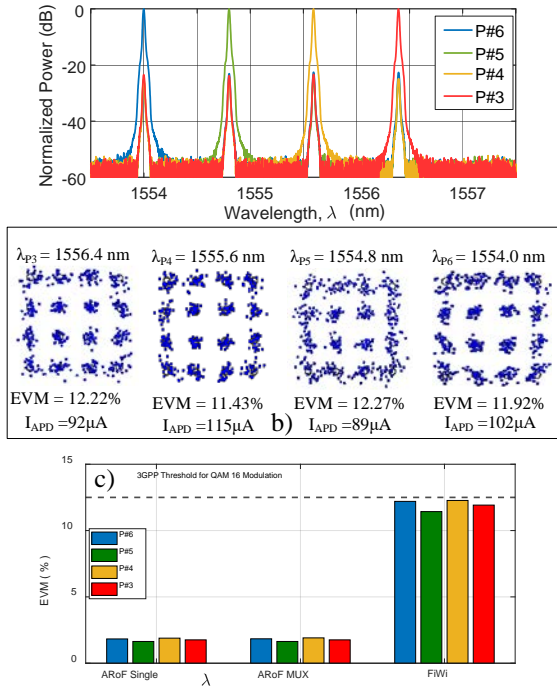 0
-20
-40
-60
Normalized Power (dB)
P#6
P#5
P#4
P#3
1554
1555
1556
1557
Wavelength, λ (nm)
λP3 = 1556.4 nm
λP4 = 1555.6 nm
λP5 = 1554.8 nm
λP6 = 1554.0 nm
EVM = 12.22%
IAPD =92µA
EVM = 11.43%
IAPD =115µA
EVM = 12.27%
IAPD =89µA
EVM = 11.92%
IAPD =102µA
b)
15
10
5
0
EVM ( % )
c)
3GPP Threshold for QAM 16 Modulation
P#6
P#5
P#4
P#3
ARoF Single
ARoF MUX
FiWi
λ